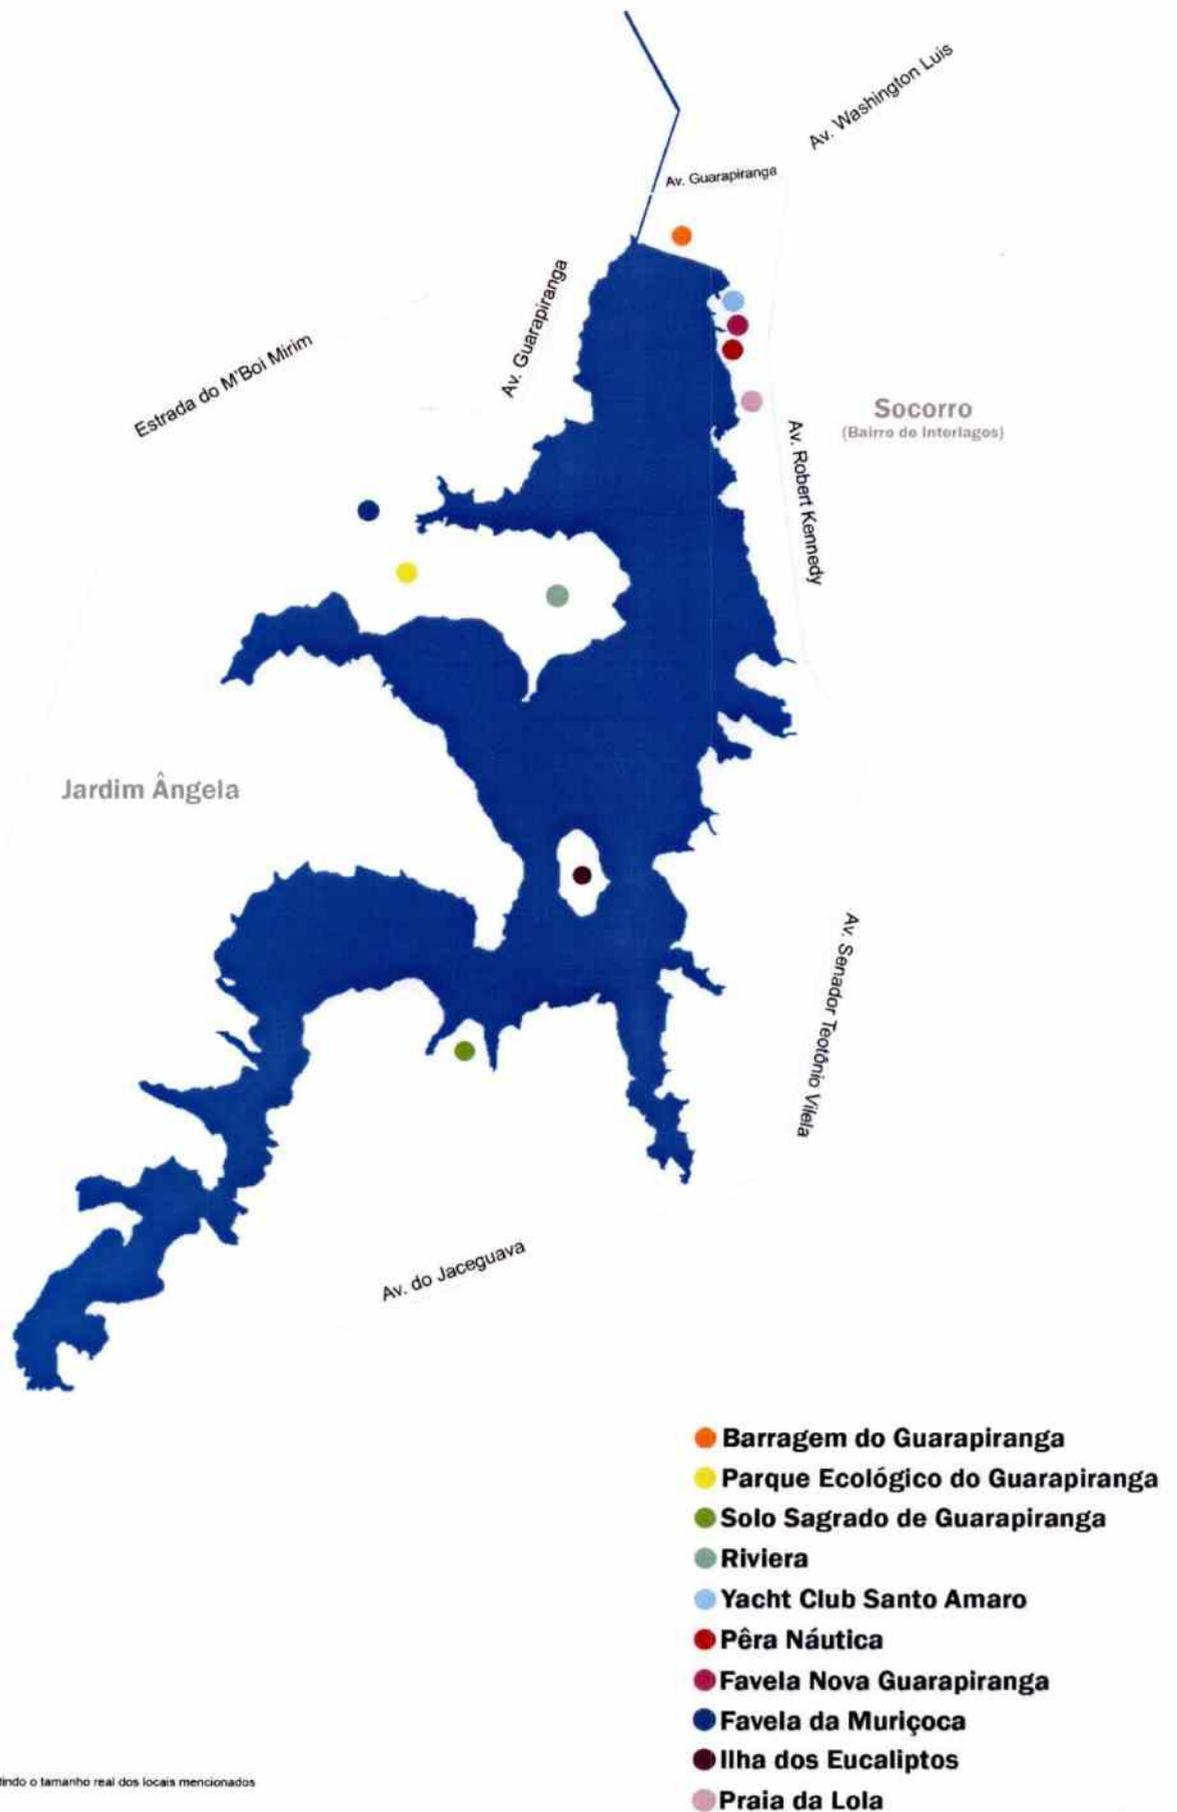 Av. Washington Luis
Av. Guarapiranga
Av. Guarapiranga
Estrada do M'Boi Mirim
Socorro
(Bairro de Interlagos)
Av. Robert Kennedy
Jardim Ângela
Av. Senador Teotônio Vilela
Av. do Jaceguava
Barragem do Guarapiranga
Parque Ecológico do Guarapiranga
Solo Sagrado de Guarapiranga
Riviera
Yacht Club Santo Amaro
Pêra Náutica
Favela Nova Guarapiranga
Favela da Muriçoca
Ilha dos Eucaliptos
Praia da Lola
o tamanho real dos locais mencionados